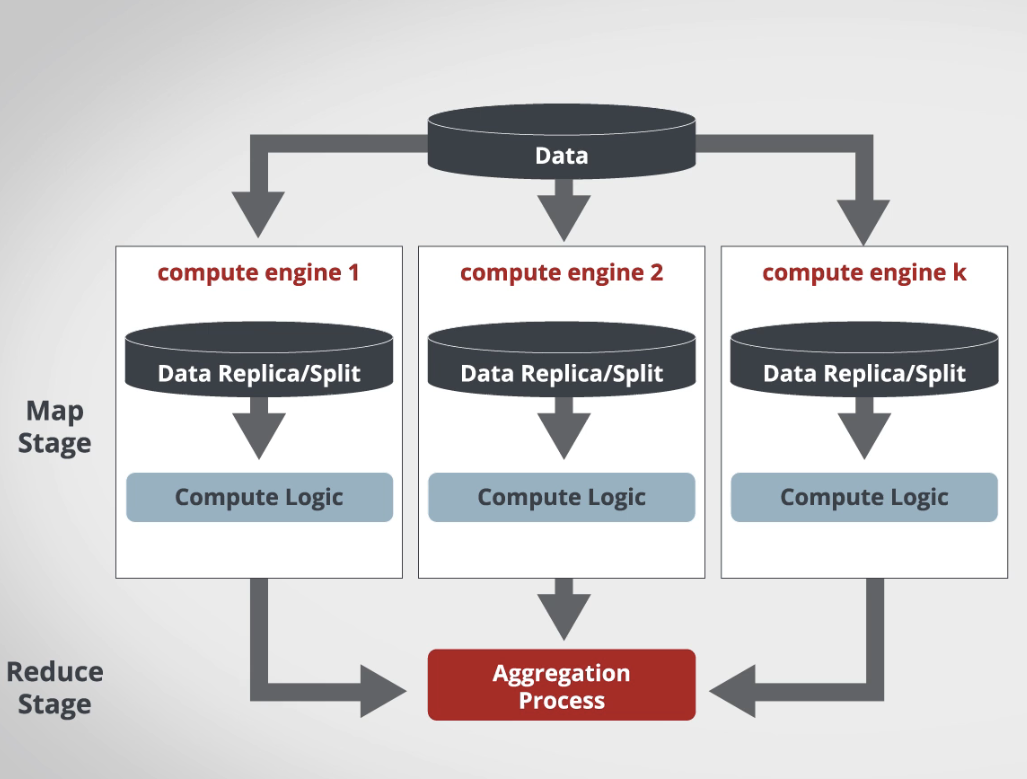 Data
compute engine 1
compute engine 2
compute engine k
Data Replica/Split
Data Replica/Split
Data Replica/Split
Map
Stage
Compute Logic
Compute Logic
Compute Logic
Reduce
Stage
Aggregation
Process